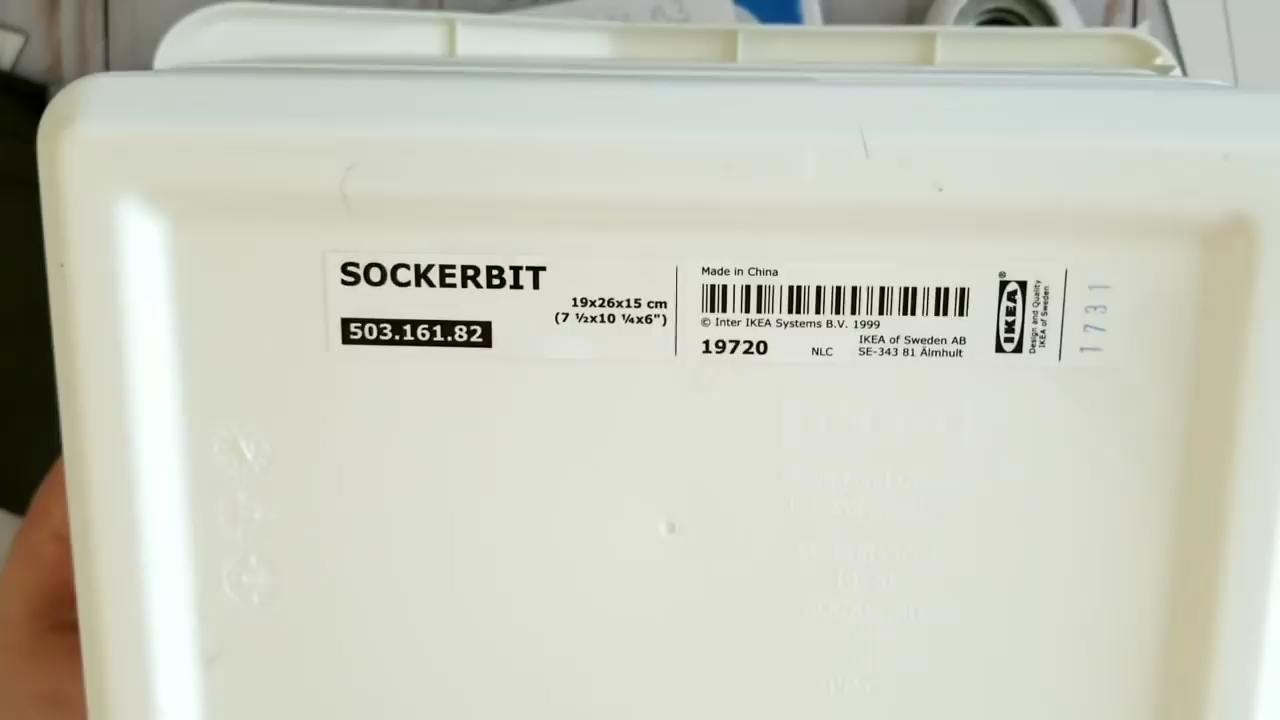 SOCKERBIT
19x26x15 cm
(7 ½x10 ¼x6")
503.161.82
Made in China
© Inter IKEA Systems B.V. 1999
19720
NLC
IKEA of Sweden AB
SE-343 81 Älmhult
IKEA
®
Design and Quality
IKEA of Sweden
1731